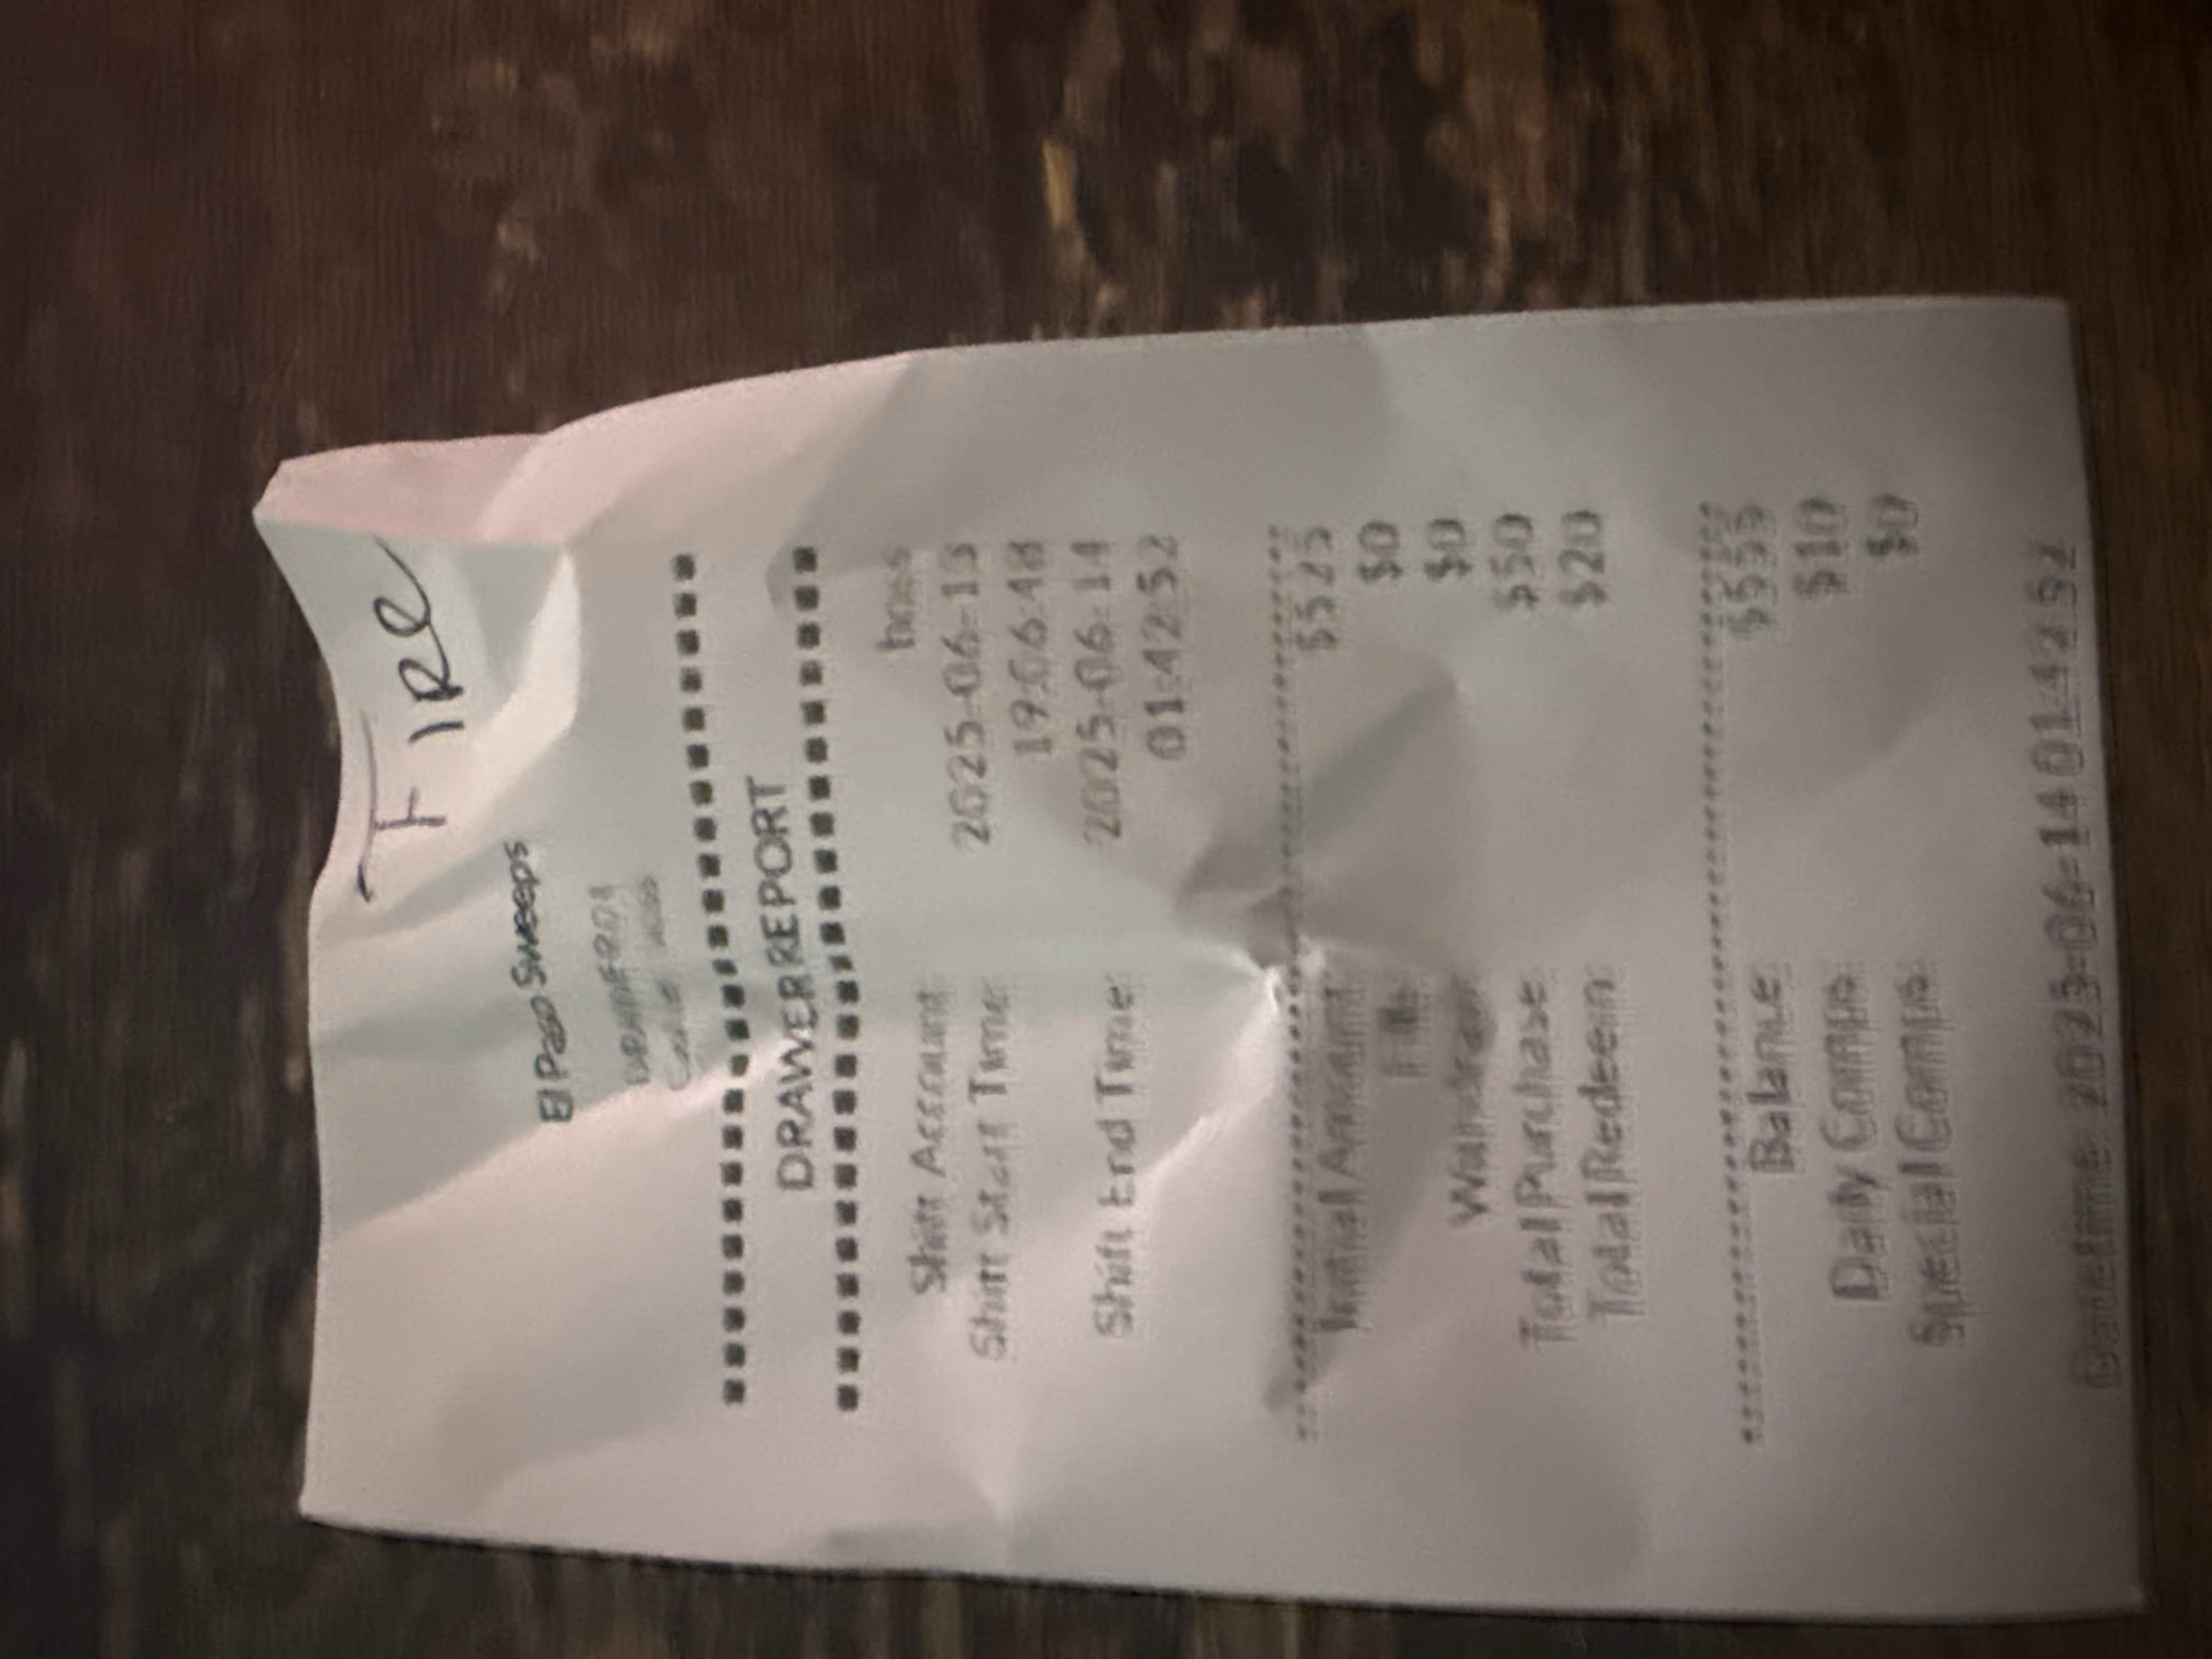 FIRe
El Paso Sweeps
DRAWER REPORT
Shift Account boss
Shift Start Time: 2025-06-13
19:06:48
Shift End Time: 2025-06-14
01:42:52
Initial Amount $525
$0
$0
Total Purchase $50
Total Redeem $20
Balance $555
Daily Comp $10
Special Comp $0
Datetime: 2025-06-14 01:42:52